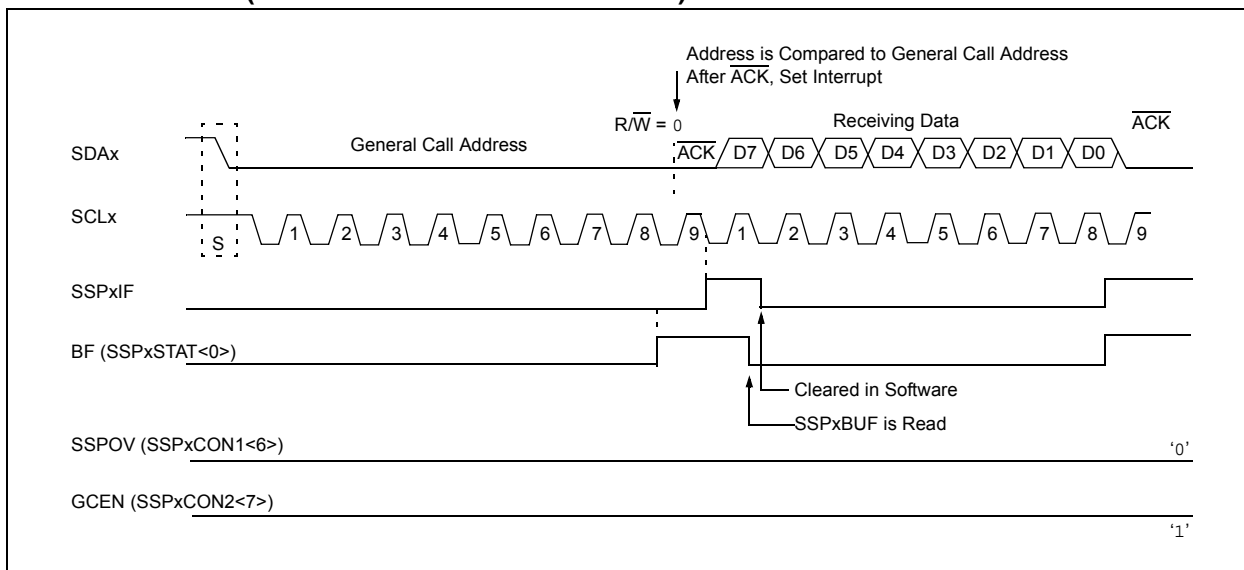 Address is Compared to General Call Address
After ACK, Set Interrupt
R/W = 0
Receiving Data
ACK
SDAx
General Call Address
ACK D7 D6 D5 D4 D3 D2 D1 D0
SCLx
S
1 2 3 4 5 6 7 8 9 1 2 3 4 5 6 7 8 9
SSPxIF
BF (SSPxSTAT<0>)
Cleared in Software
SSPxBUF is Read
SSPOV (SSPxCON1<6>)
‘0’
GCEN (SSPxCON2<7>)
‘1’